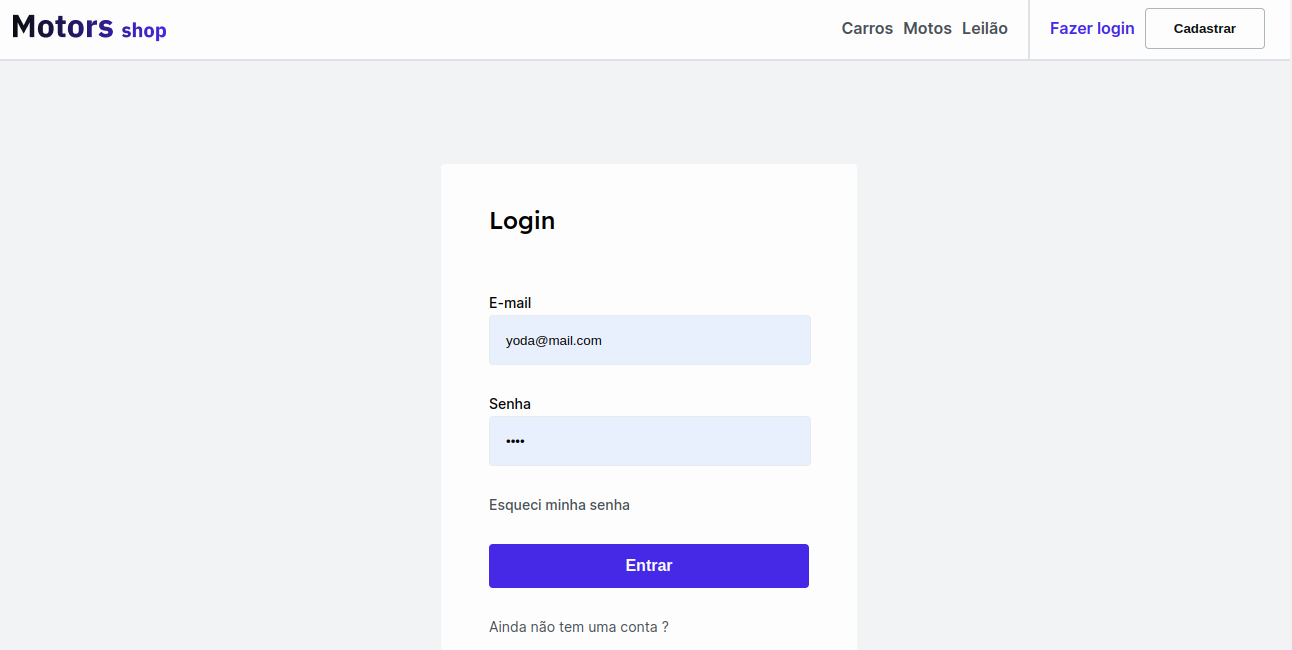 Motors shop
Carros Motos Leilão Fazer login Cadastrar
Login
E-mail
yoda@mail.com
Senha
••••
Esqueci minha senha
Entrar
Ainda não tem uma conta ?